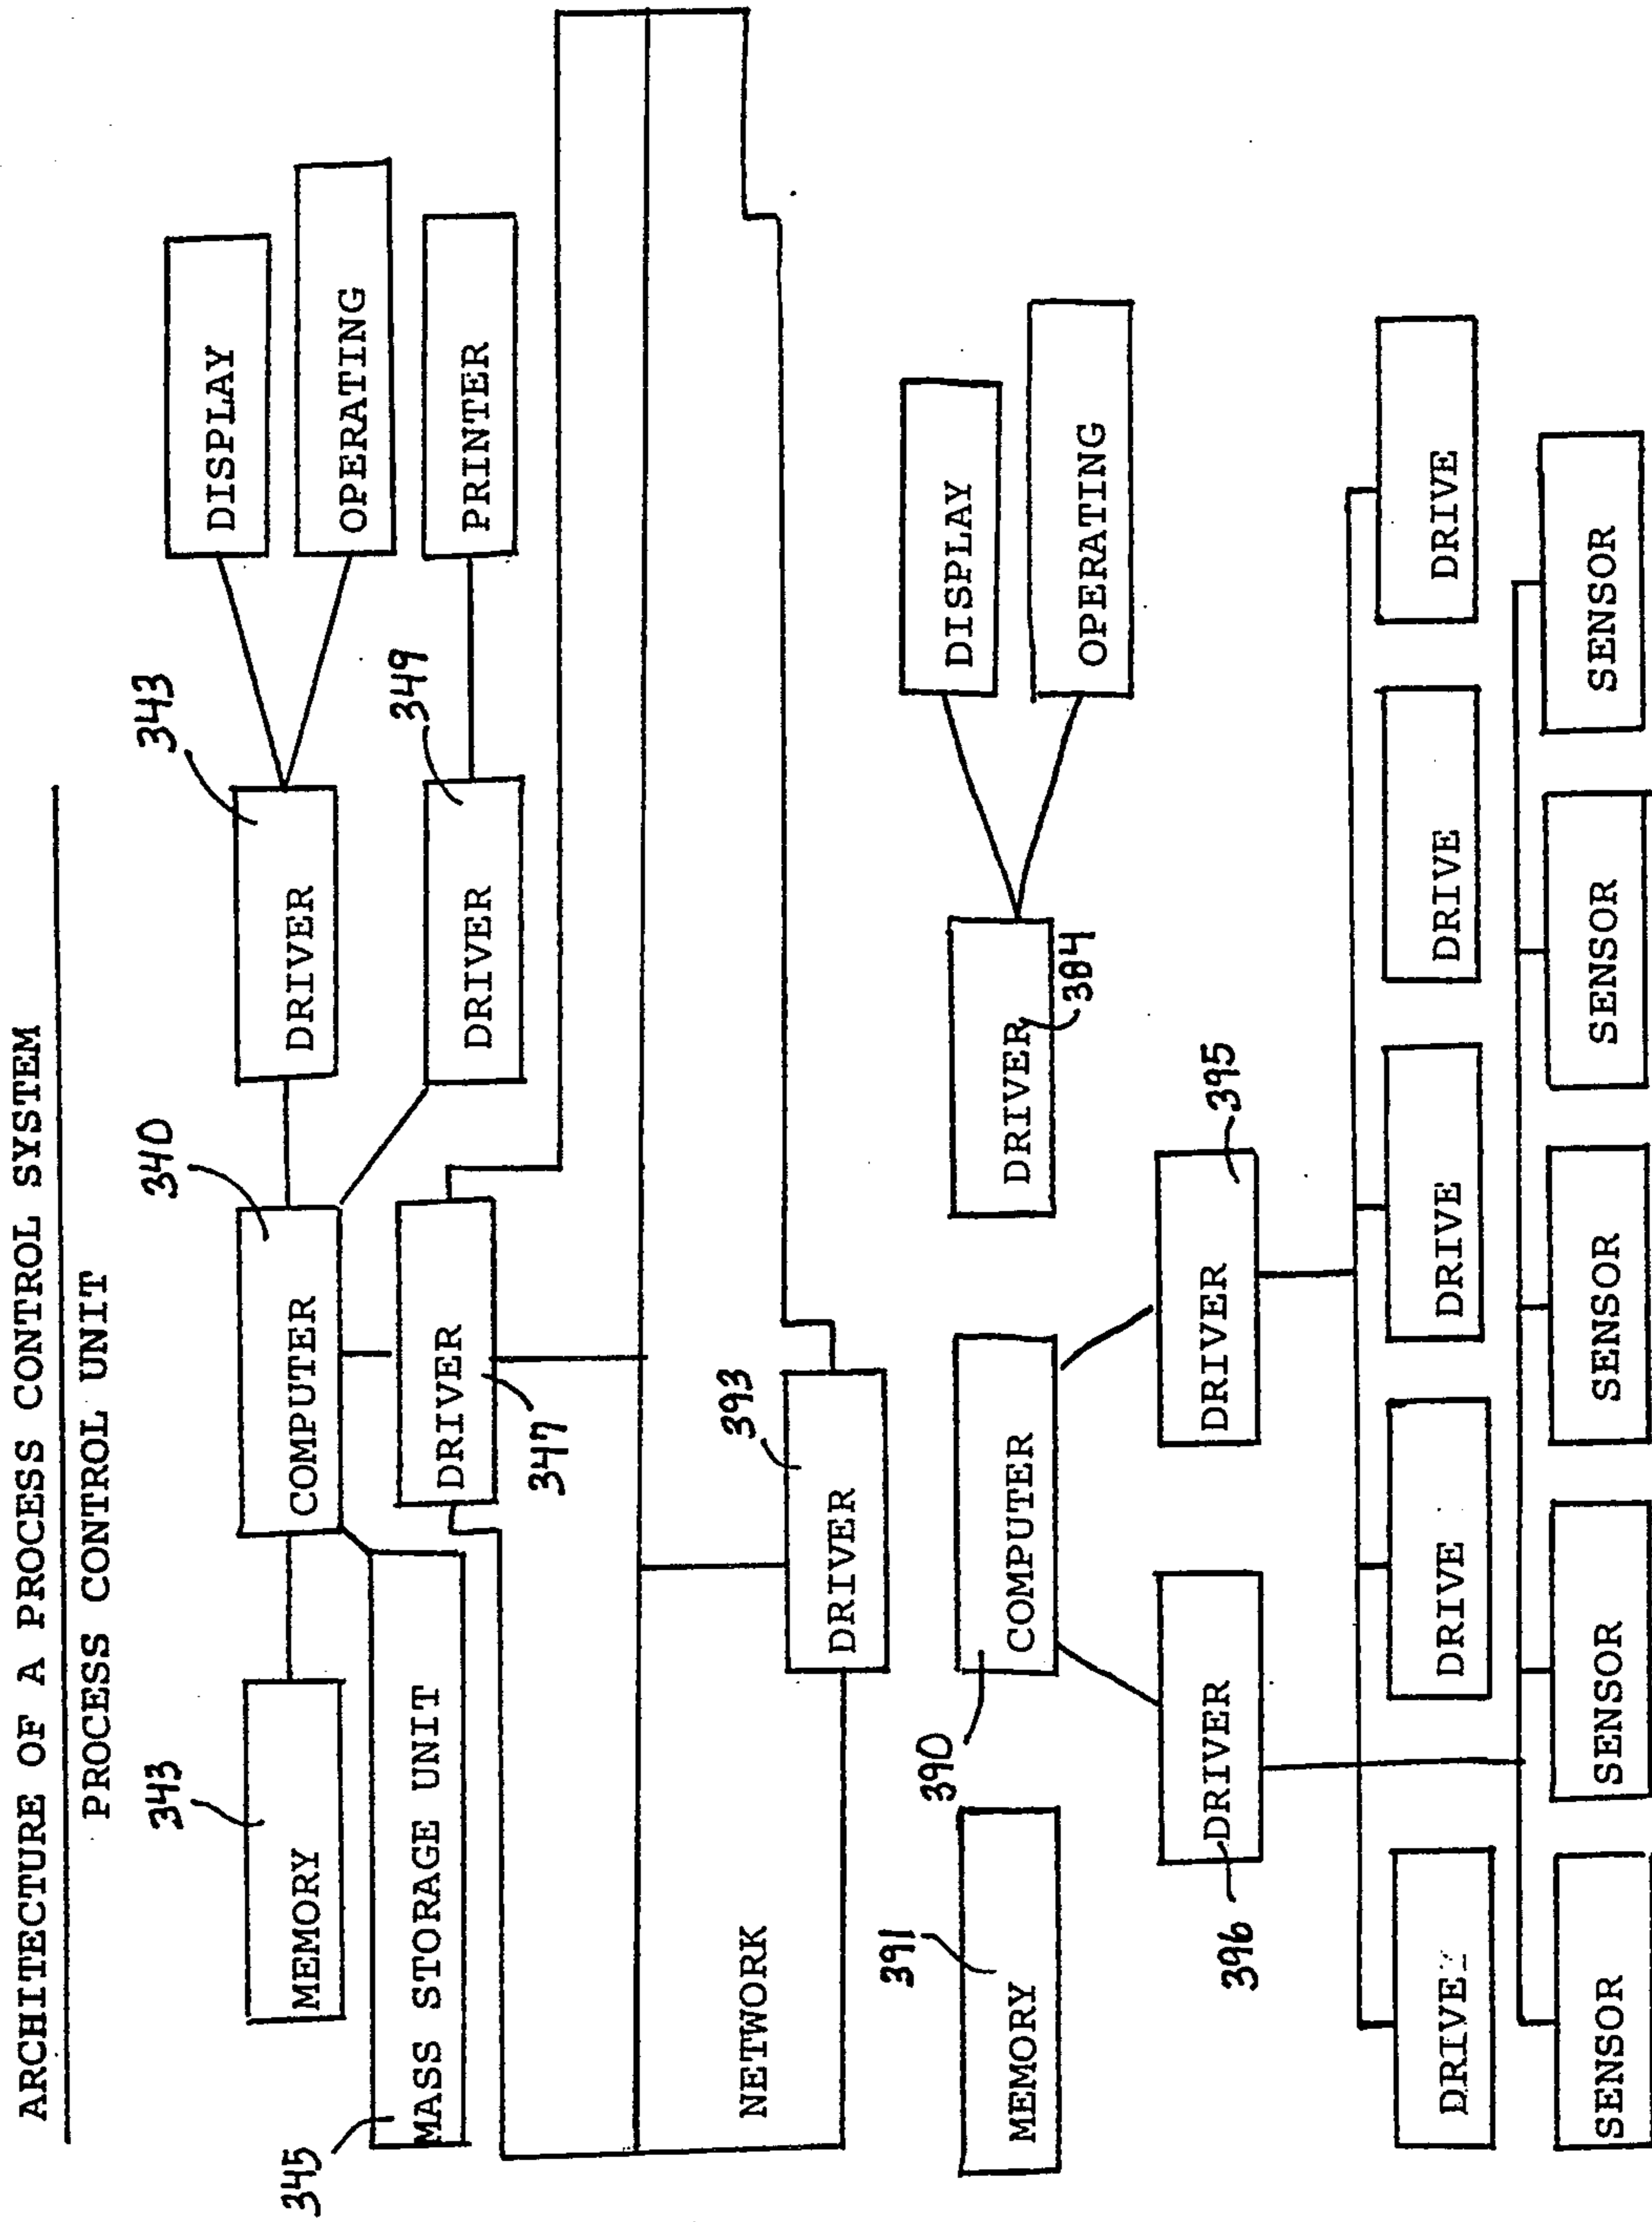 ARCHITECTURE OF A PROCESS CONTROL SYSTEM
PROCESS CONTROL UNIT
343
340
343
MEMORY
COMPUTER
DRIVER
DISPLAY
OPERATING
345
MASS STORAGE UNIT
DRIVER
347
DRIVER
349
PRINTER
NETWORK
393
DRIVER
391
MEMORY
390
COMPUTER
DRIVER
DISPLAY
OPERATING
396
DRIVER
DRIVER
395
DRIVE
DRIVE
DRIVE
DRIVE
DRIVE
SENSOR
SENSOR
SENSOR
SENSOR
SENSOR